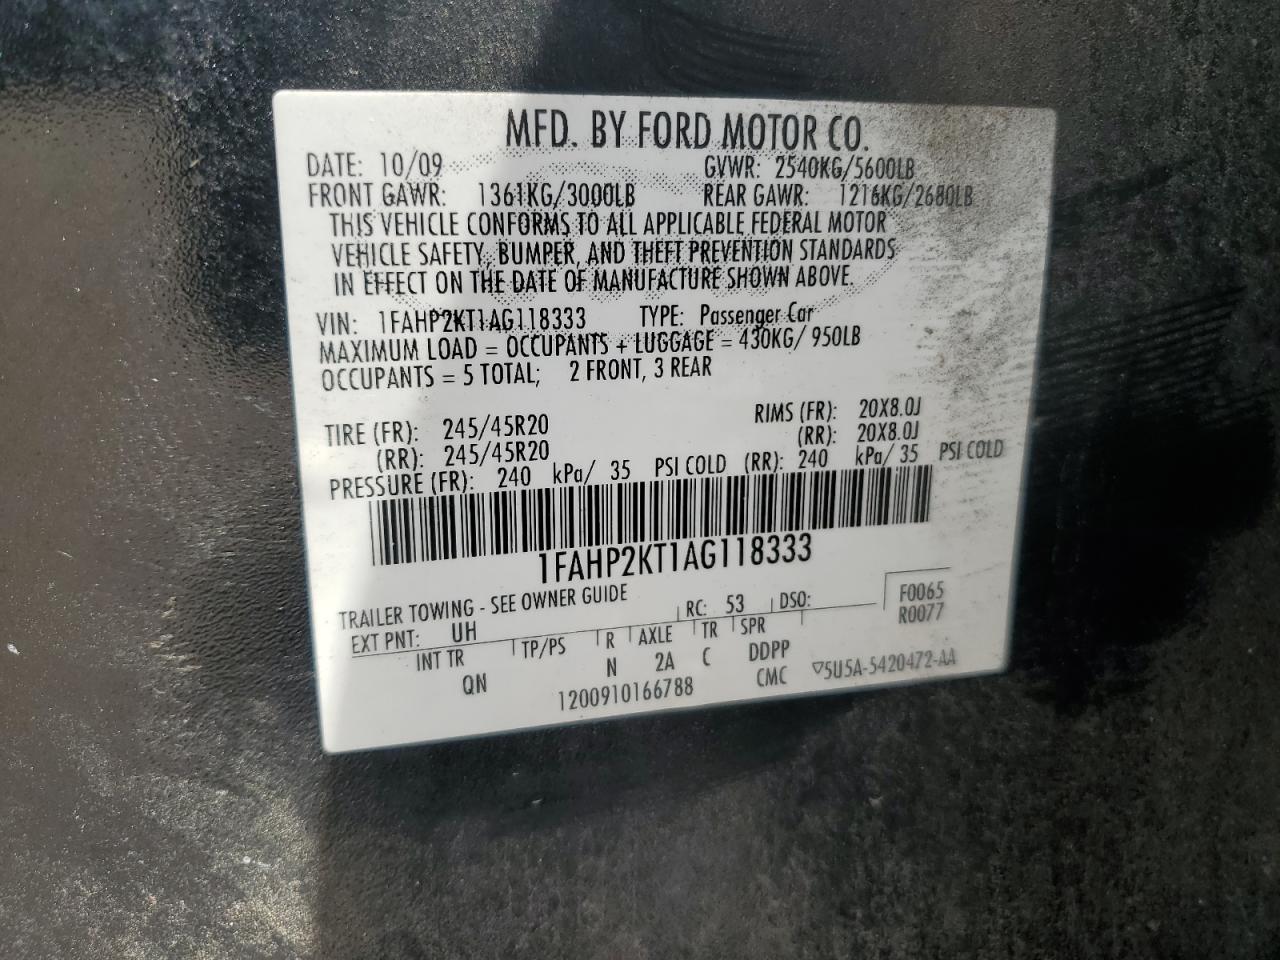 MFD. BY FORD MOTOR CO.
DATE: 10/09 GVWR: 2540KG/5600LB
FRONT GAWR: 1361KG/3000LB REAR GAWR: 1216KG/2680LB
THIS VEHICLE CONFORMS TO ALL APPLICABLE FEDERAL MOTOR
VEHICLE SAFETY, BUMPER, AND THEFT PREVENTION STANDARDS
IN EFFECT ON THE DATE OF MANUFACTURE SHOWN ABOVE.
VIN: 1FAHP2KT1AG118333 TYPE: Passenger Car
MAXIMUM LOAD = OCCUPANTS + LUGGAGE = 430KG/ 950LB
OCCUPANTS = 5 TOTAL; 2 FRONT, 3 REAR
TIRE (FR): 245/45R20 RIMS (FR): 20X8.0J
(RR): 245/45R20 (RR): 20X8.0J
PRESSURE (FR): 240 kPa/ 35 PSI COLD (RR): 240 kPa/ 35 PSI COLD
1FAHP2KT1AG118333
TRAILER TOWING - SEE OWNER GUIDE
EXT PNT: UH RC: 53 DSO: F0065
R0077
INT TR TP/PS R AXLE TR SPR
QN N 2A C DDPP
1200910166788 CMC ▽5U5A-5420472-AA